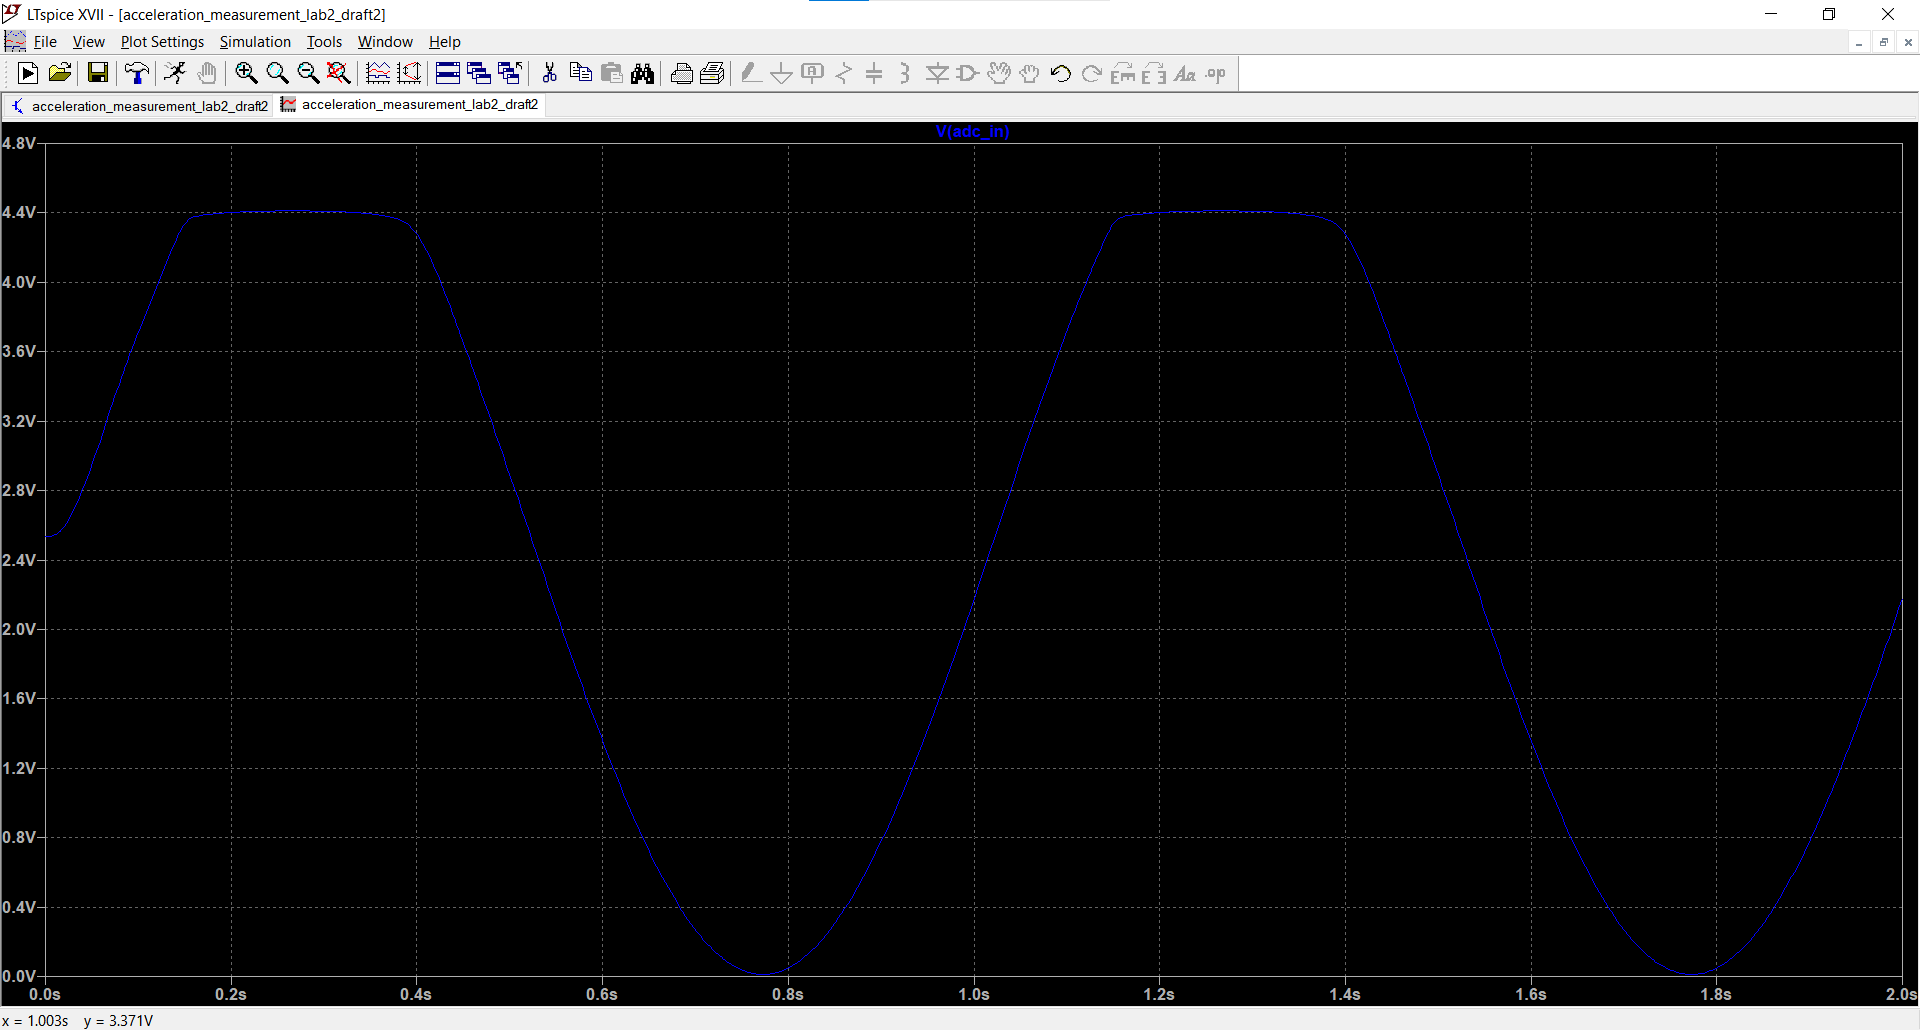 LTspice XVII - [acceleration_measurement_lab2_draft2]
File View Plot Settings Simulation Tools Window Help
acceleration_measurement_lab2_draft2 acceleration_measurement_lab2_draft2
V(adc_in)
4.8V
4.4V
4.0V
3.6V
3.2V
2.8V
2.4V
2.0V
1.6V
1.2V
0.8V
0.4V
0.0V
0.0s 0.2s 0.4s 0.6s 0.8s 1.0s 1.2s 1.4s 1.6s 1.8s 2.0s
x = 1.003s y = 3.371V